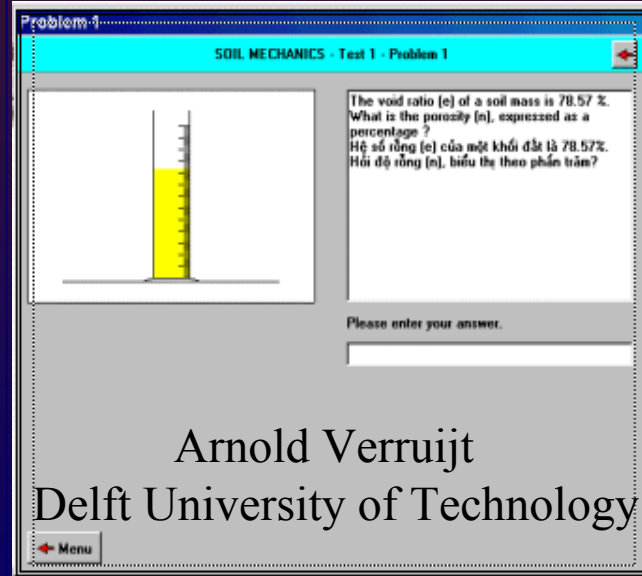 Problem 1
SOIL MECHANICS - Test 1 - Problem 1
The void ratio (e) of a soil mass is 78.57 %.
What is the porosity (n), expressed as a
percentage ?
Hệ số rỗng (e) của một khối đất là 78.57%.
Hỏi độ rỗng (n), biểu thị theo phần trăm?
Please enter your answer.
Arnold Verruijt
Delft University of Technology
Menu